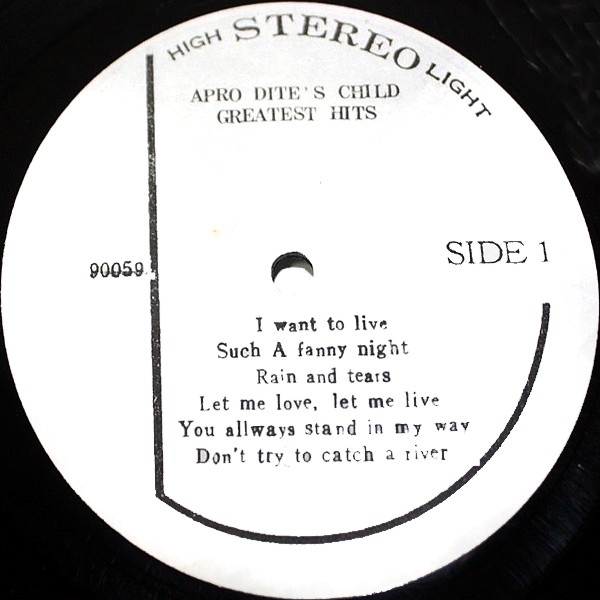 HIGH STEREO LIGHT
APRO DITE'S CHILD
GREATEST HITS
90059
SIDE 1
I want to live
Such A fanny night
Rain and tears
Let me love, let me live
You allways stand in my way
Don't try to catch a river